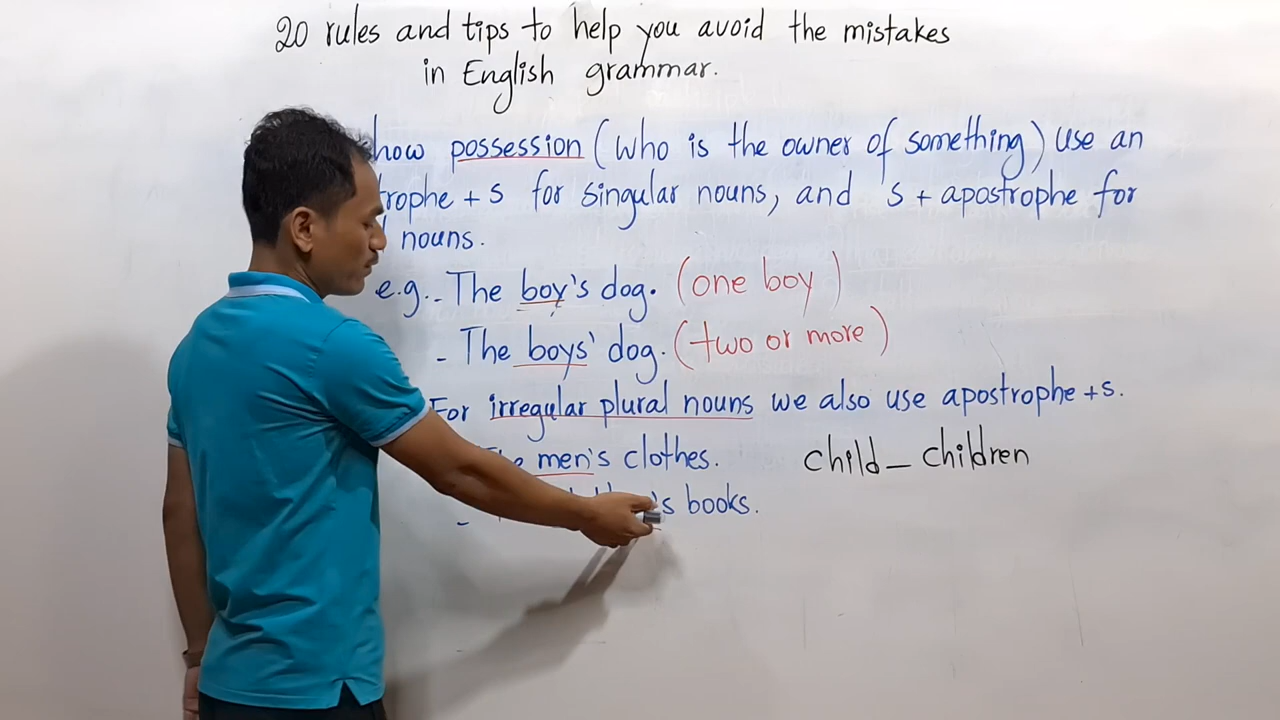 20 rules and tips to help you avoid the mistakes
in English grammar.
how possession (who is the owner of something) use an
trophe + s for singular nouns, and s + apostrophe for
nouns.
e.g. - The boy's dog. (one boy)
- The boys' dog. (two or more)
For irregular plural nouns we also use apostrophe + s.
men's clothes. child - children
- 's books.